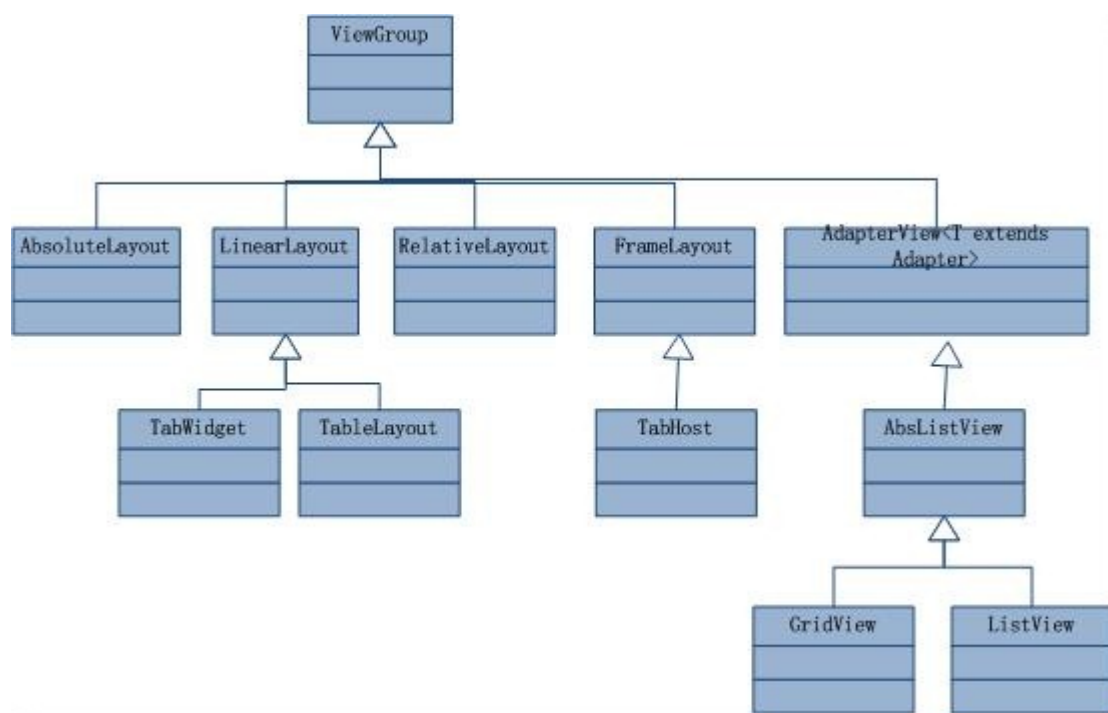 ViewGroup
AbsoluteLayout
LinearLayout
RelativeLayout
FrameLayout
AdapterView<T extends
Adapter>
TabWidget
TableLayout
TabHost
AbsListView
GridView
ListView